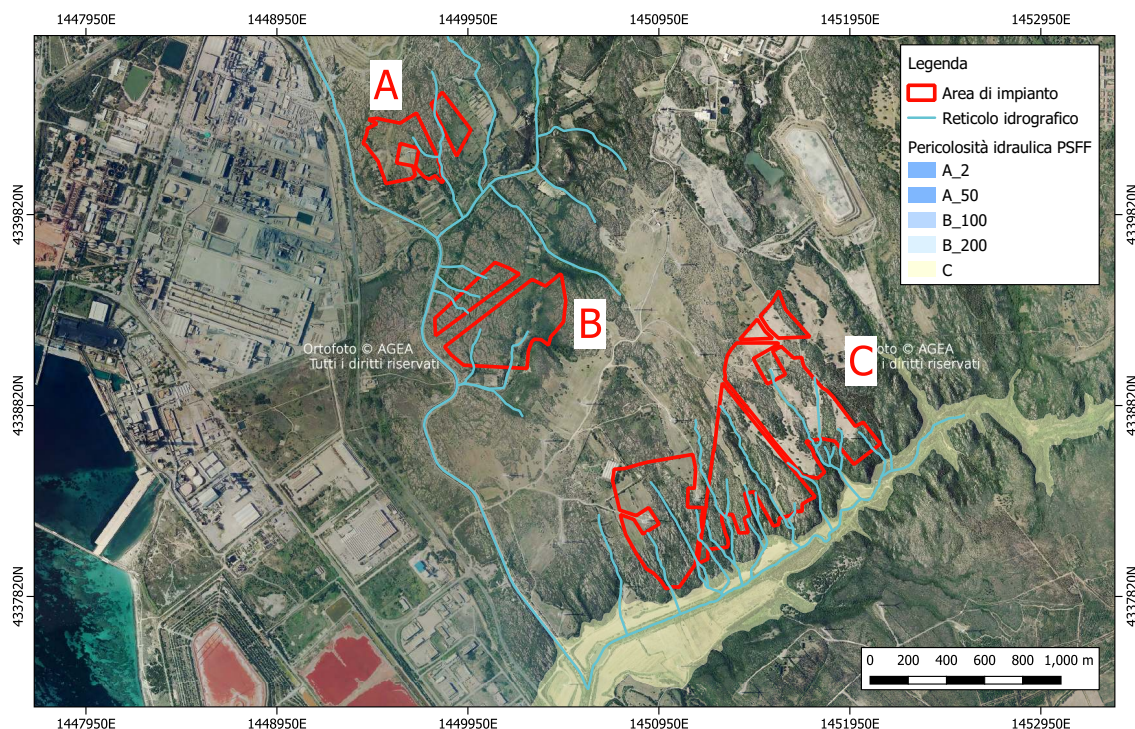 1447950E 1448950E 1449950E 1450950E 1451950E 1452950E
Legenda
Area di impianto
Reticolo idrografico
Pericolosità idraulica PSFF
A_2
A_50
B_100
B_200
C
A
B
C
4339820N
4339820N
4338820N
4338820N
4337820N
4337820N
Ortofoto © AGEA
Tutti i diritti riservati
oto © AGEA
i diritti riservati
0 200 400 600 800 1,000 m
1447950E 1448950E 1449950E 1450950E 1451950E 1452950E